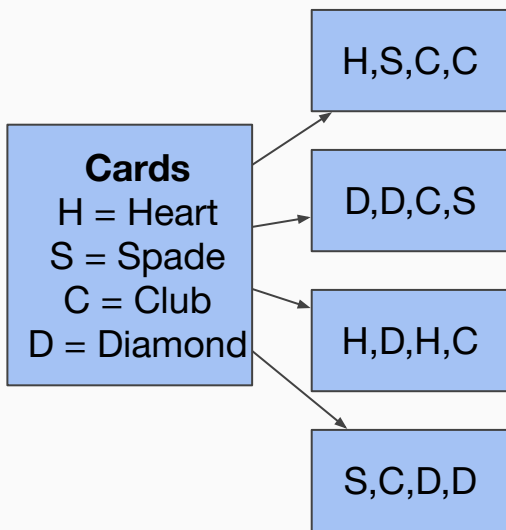 Cards
H = Heart
S = Spade
C = Club
D = Diamond
H,S,C,C
D,D,C,S
H,D,H,C
S,C,D,D